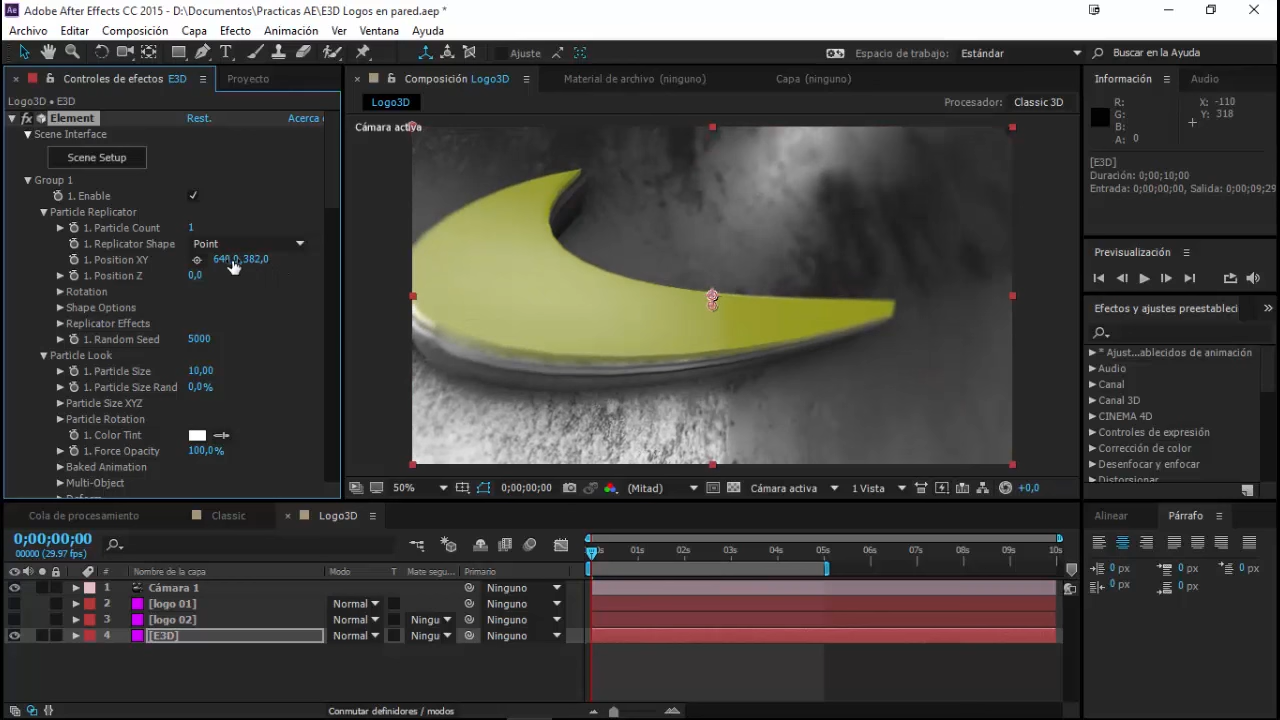 Adobe After Effects CC 2015 - D:\Documentos\Practicas AE\E3D Logos en pared.aep *
Archivo Editar Composición Capa Efecto Animación Ver Ventana Ayuda
Ajuste Espacio de trabajo: Estándar Buscar en la Ayuda
Controles de efectos E3D Proyecto
Composición Logo3D Material de archivo (ninguno) Capa (ninguno)
Información Audio
Logo3D • E3D
Logo3D Procesador: Classic 3D
R: X: -110
G: Y: 318
B:
A: 0
fx Element Rest. Acerca
Cámara activa
Scene Interface
Scene Setup
[E3D]
Duración: 0;00;10;00
Entrada: 0;00;00;00, Salida: 0;00;09;29
Group 1
1. Enable
Particle Replicator
1. Particle Count 1
1. Replicator Shape Point
1. Position XY 382,0
1. Position Z 0,0
Rotation
Shape Options
Replicator Effects
1. Random Seed 5000
Particle Look
1. Particle Size 10,00
1. Particle Size Rand 0,0%
Particle Size XYZ
Particle Rotation
1. Color Tint
1. Force Opacity 100,0%
Baked Animation
Multi-Object
Deform
Previsualización
Efectos y ajustes preestableci
* Ajust...ablecidos de animación
Audio
Canal
Canal 3D
CINEMA 4D
Controles de expresión
Corrección de color
Desenfocar y enfocar
Distorsionar
50% 0;00;00;00 (Mitad) Cámara activa 1 Vista +0,0
Cola de procesamiento Classic Logo3D
Alinear Párrafo
0;00;00;00
00000 (29.97 fps)
01s 02s 03s 04s 05s 06s 07s 08s 09s 10s
# Nombre de la capa Modo T Mate segu... Primario
1 Cámara 1 Ninguno
2 [logo 01] Normal Ninguno
3 [logo 02] Normal Ningu Ninguno
4 [E3D] Normal Ningu Ninguno
0 px 0 px 0 px
0 px 0 px
Conmutar definidores / modos